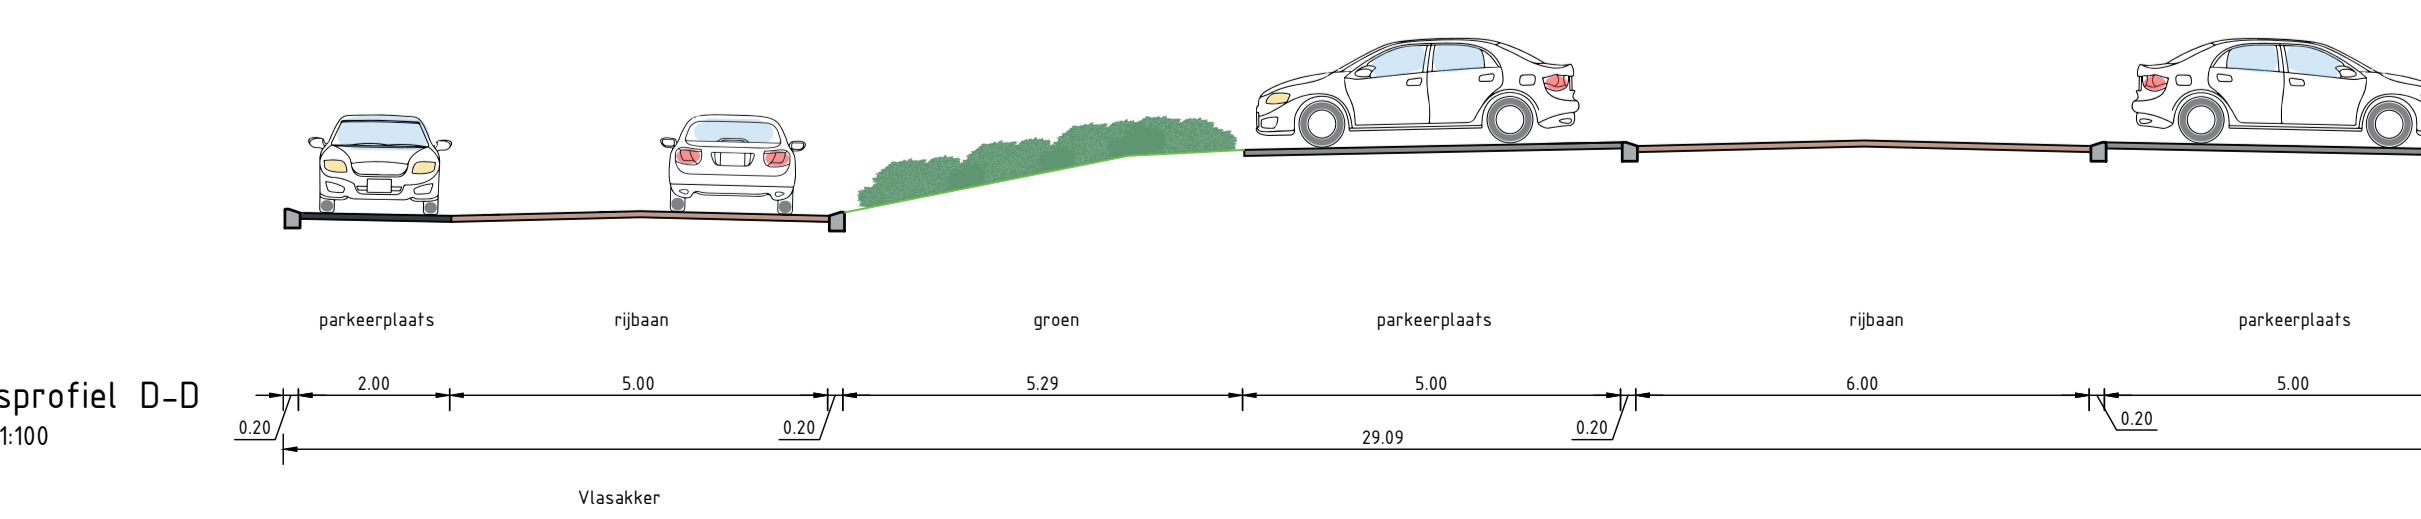 parkeerplaats rijbaan groen parkeerplaats rijbaan parkeerplaats
sprofiel D-D
1:100
2.00 5.00 5.29 5.00 6.00 5.00
0.20 0.20 0.20 0.20
29.09
Vlasakker